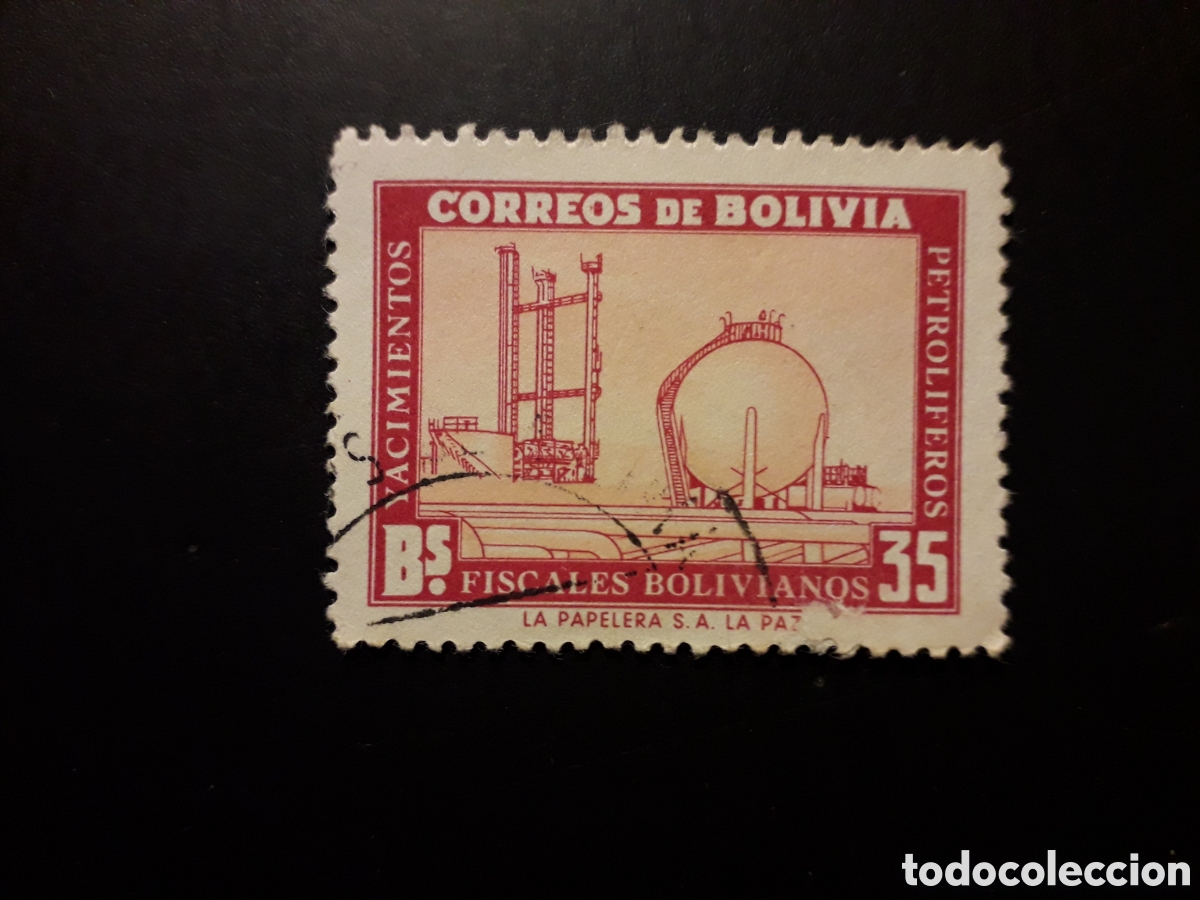 CORREOS DE BOLIVIA
YACIMIENTOS
PETROLIFEROS
Bs. FISCALES BOLIVIANOS 35
LA PAPELERA S. A. LA PAZ
todocoleccion